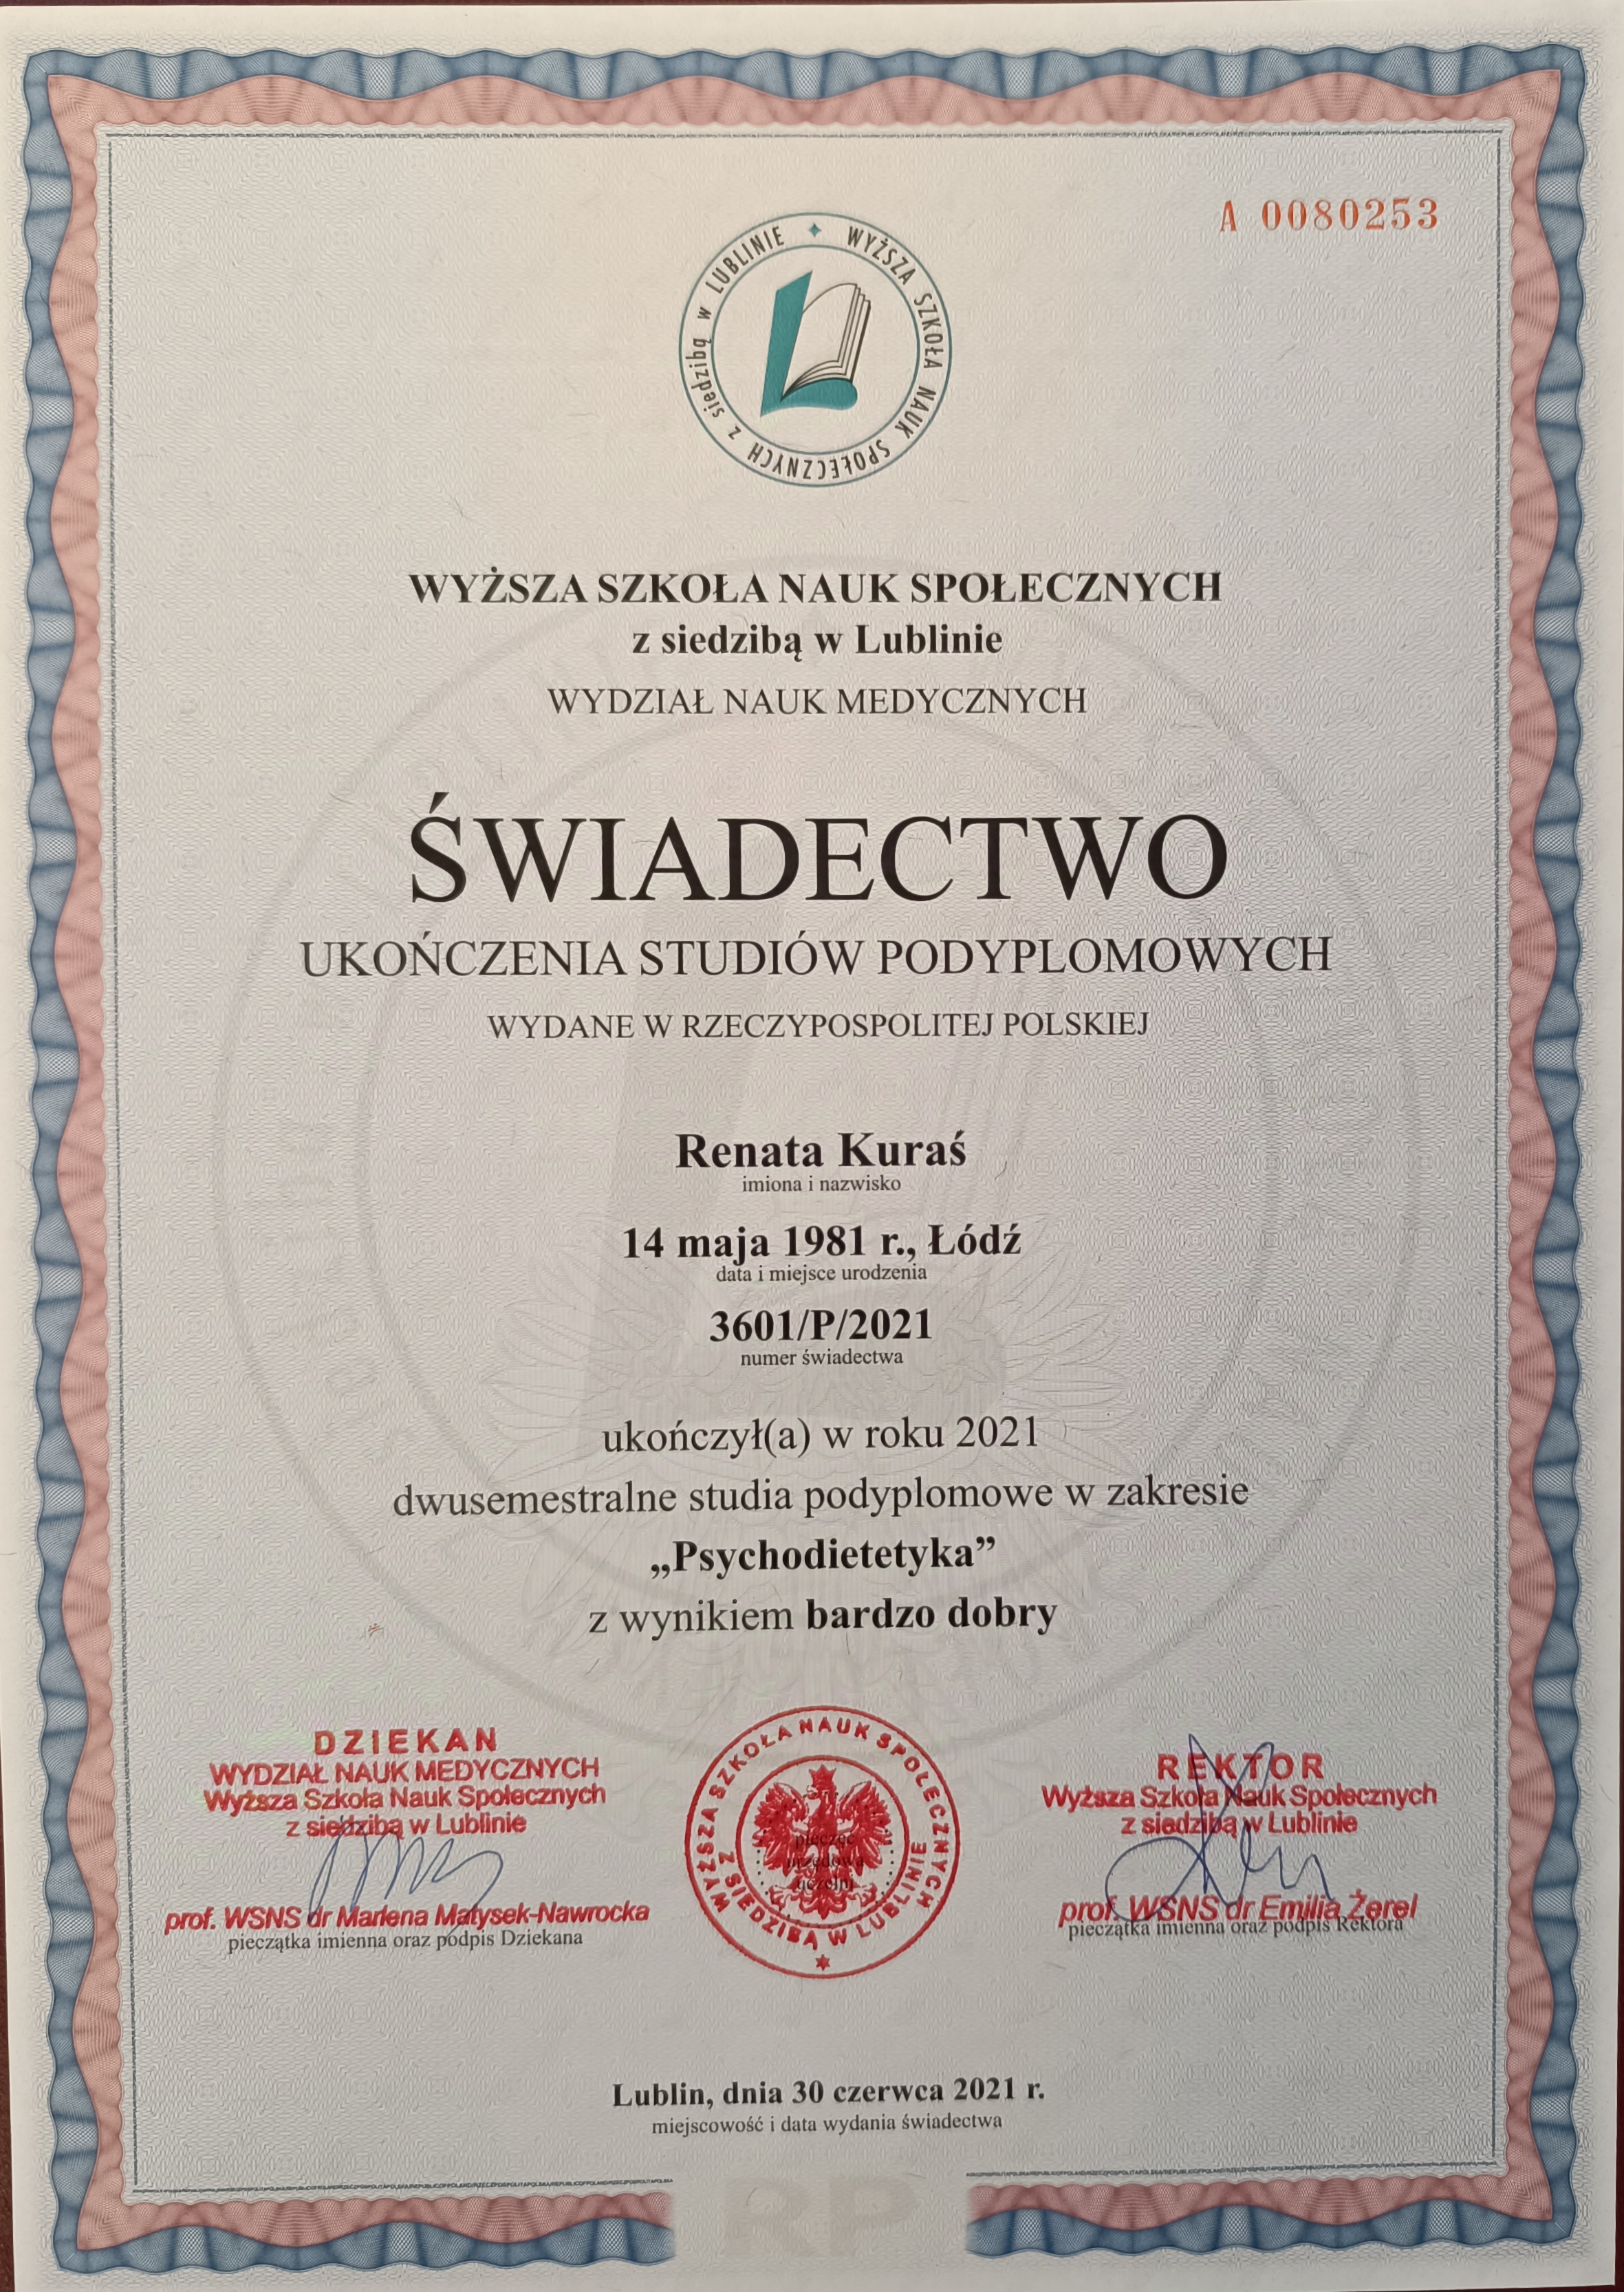 A 0080253
WYŻSZA SZKOŁA NAUK SPOŁECZNYCH z siedzibą w LUBLINIE
WYŻSZA SZKOŁA NAUK SPOŁECZNYCH
z siedzibą w Lublinie
WYDZIAŁ NAUK MEDYCZNYCH
ŚWIADECTWO
UKOŃCZENIA STUDIÓW PODYPLOMOWYCH
WYDANE W RZECZYPOSPOLITEJ POLSKIEJ
Renata Kuraś
imiona i nazwisko
14 maja 1981 r., Łódź
data i miejsce urodzenia
3601/P/2021
numer świadectwa
ukończył(a) w roku 2021
dwusemestralne studia podyplomowe w zakresie
„Psychodietetyka”
z wynikiem bardzo dobry
DZIEKAN
WYDZIAŁ NAUK MEDYCZNYCH
Wyższa Szkoła Nauk Społecznych
z siedzibą w Lublinie
prof. WSNS dr Marlena Matysek-Nawrocka
pieczątka imienna oraz podpis Dziekana
WYŻSZA SZKOŁA NAUK SPOŁECZNYCH
Z SIEDZIBĄ W LUBLINIE
pieczęć
urzędowa
uczelni
REKTOR
Wyższa Szkoła Nauk Społecznych
z siedzibą w Lublinie
prof. WSNS dr Emilia Żerel
pieczątka imienna oraz podpis Rektora
Lublin, dnia 30 czerwca 2021 r.
miejscowość i data wydania świadectwa
RP